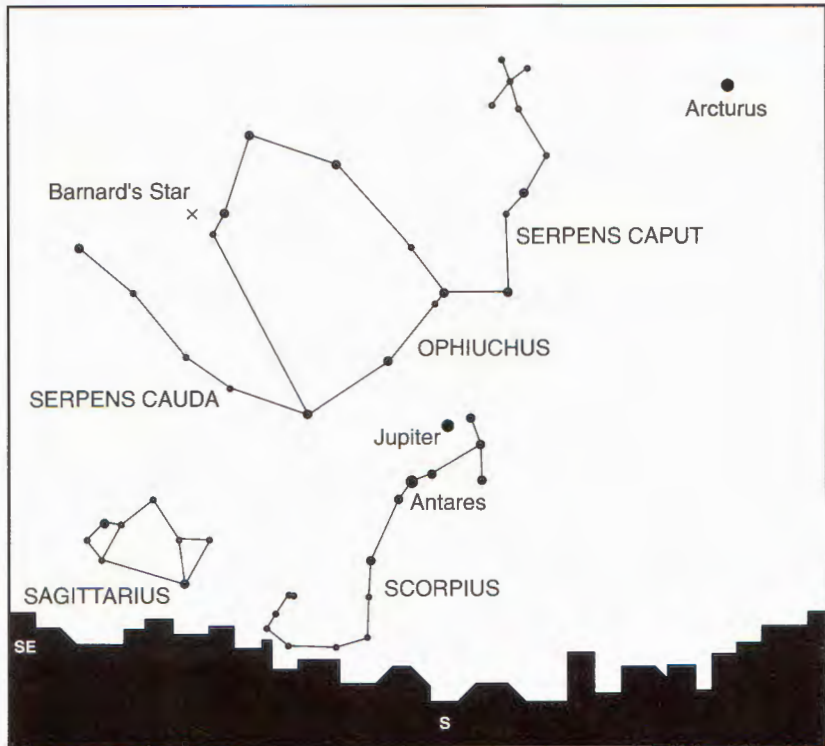 Arcturus
Barnard's Star
SERPENS CAPUT
OPHIUCHUS
SERPENS CAUDA
Jupiter
Antares
SAGITTARIUS
SCORPIUS
SE
S